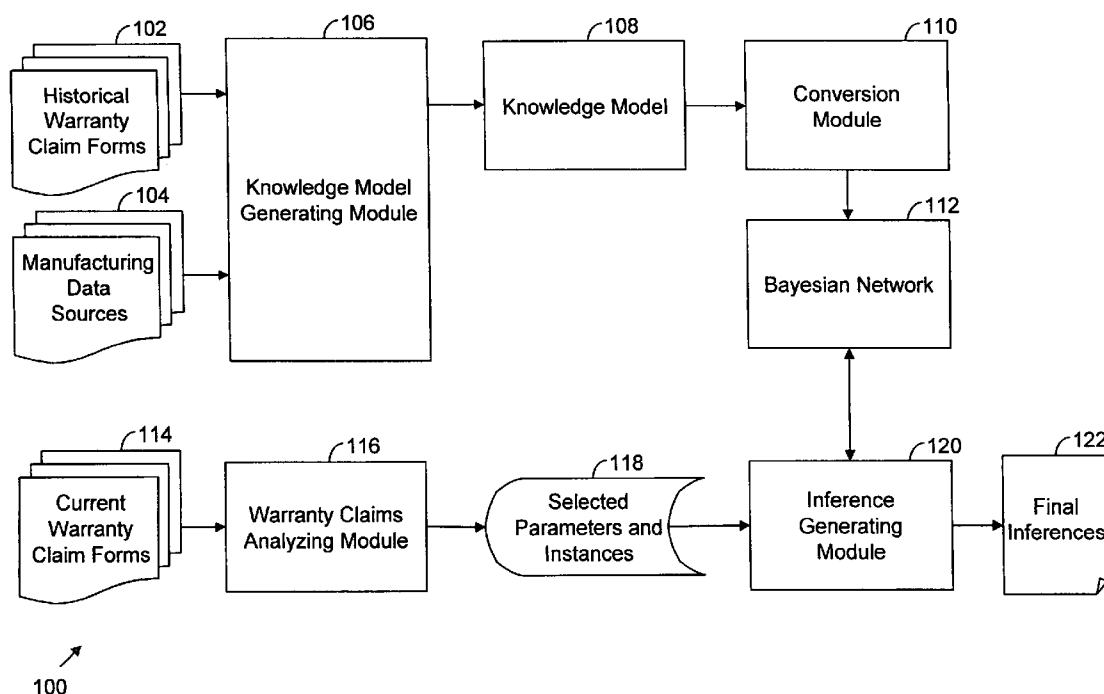 102
Historical
Warranty
Claim Forms
104
Manufacturing
Data
Sources
106
Knowledge Model
Generating Module
108
Knowledge Model
110
Conversion
Module
112
Bayesian Network
114
Current
Warranty
Claim Forms
116
Warranty Claims
Analyzing Module
118
Selected
Parameters and
Instances
120
Inference
Generating
Module
122
Final
Inferences
100